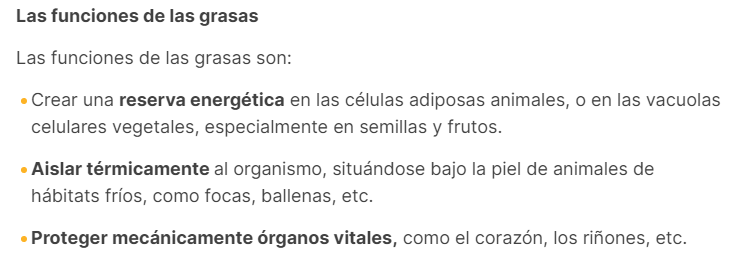 Las funciones de las grasas
Las funciones de las grasas son:
• Crear una reserva energética en las células adiposas animales, o en las vacuolas
celulares vegetales, especialmente en semillas y frutos.
• Aislar térmicamente al organismo, situándose bajo la piel de animales de
hábitats fríos, como focas, ballenas, etc.
• Proteger mecánicamente órganos vitales, como el corazón, los riñones, etc.